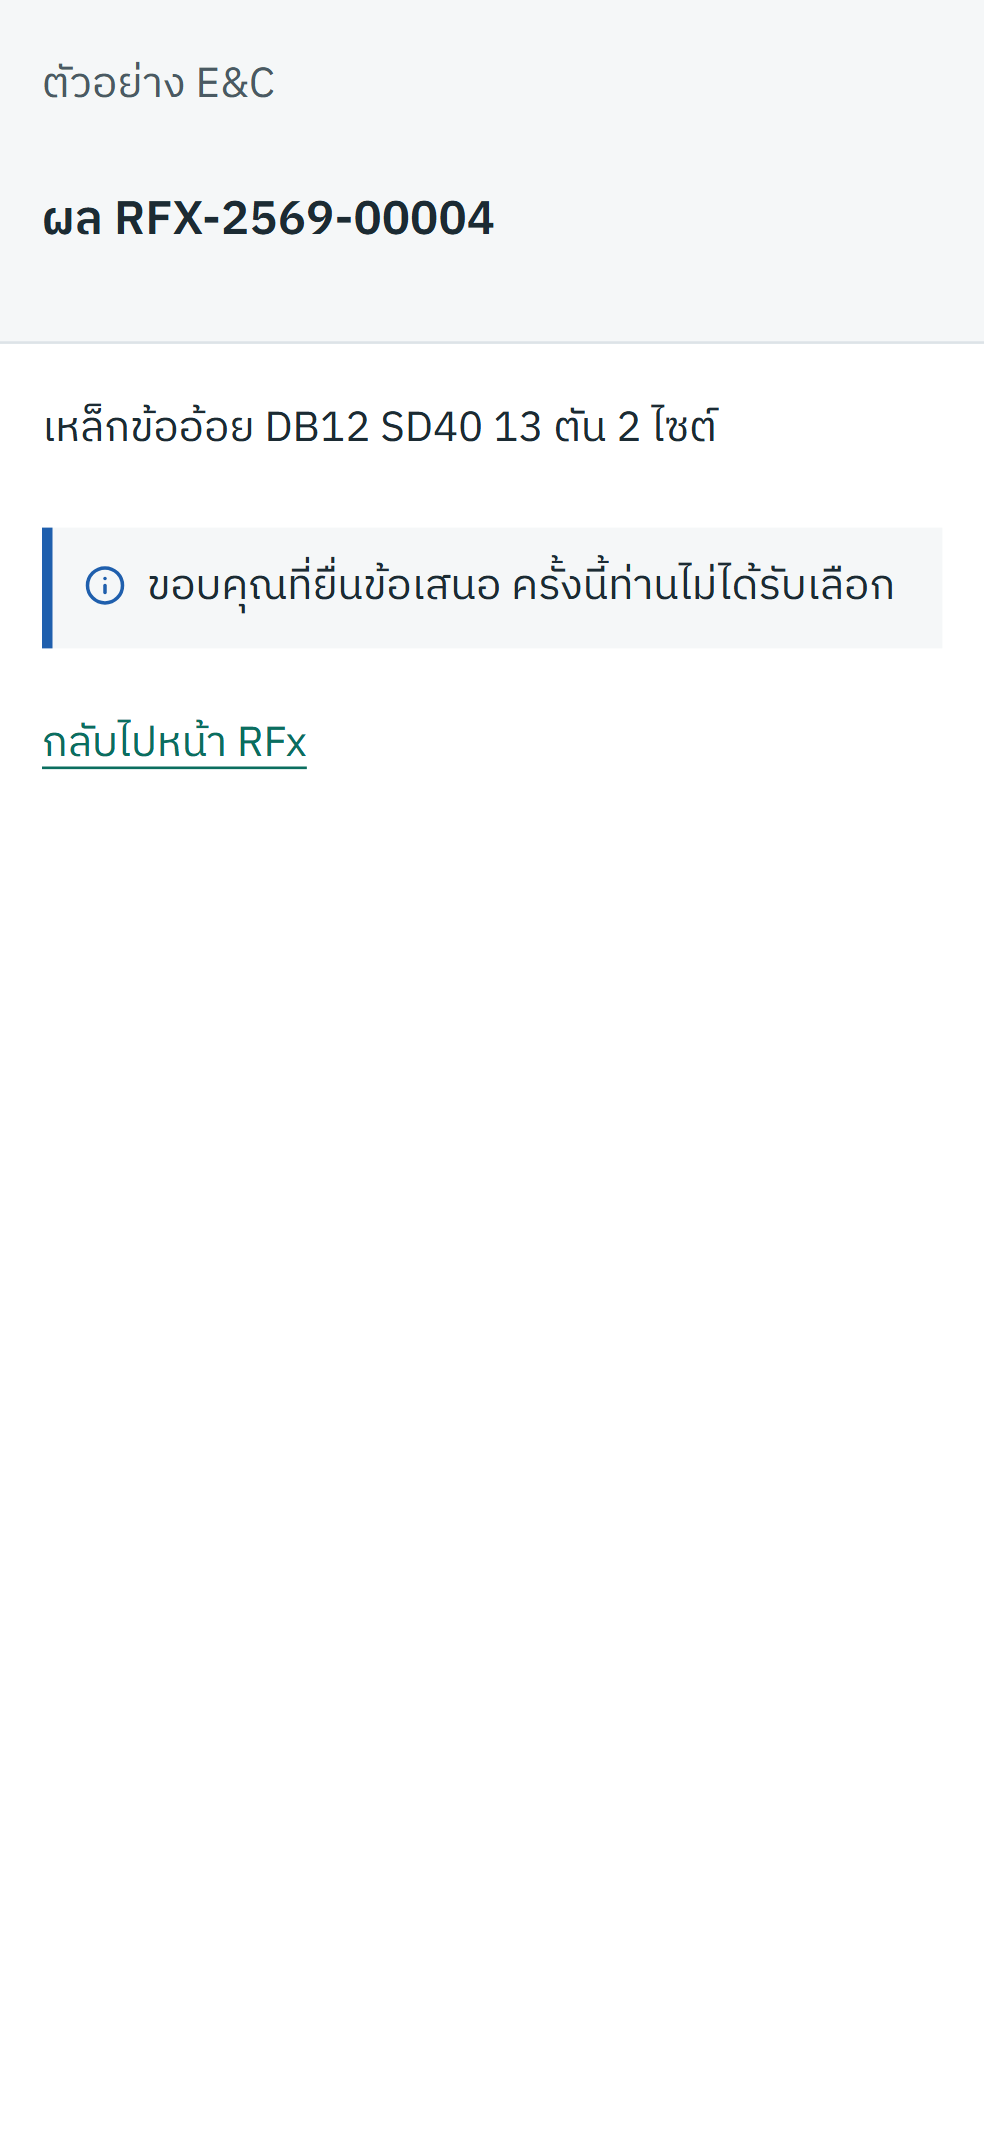 ตัวอย่าง E&C
ผล RFX-2569-00004
เหล็กข้ออ้อย DB12 SD40 13 ตัน 2 ไซต์
ขอบคุณที่ยื่นข้อเสนอ ครั้งนี้ท่านไม่ได้รับเลือก
กลับไปหน้า RFx